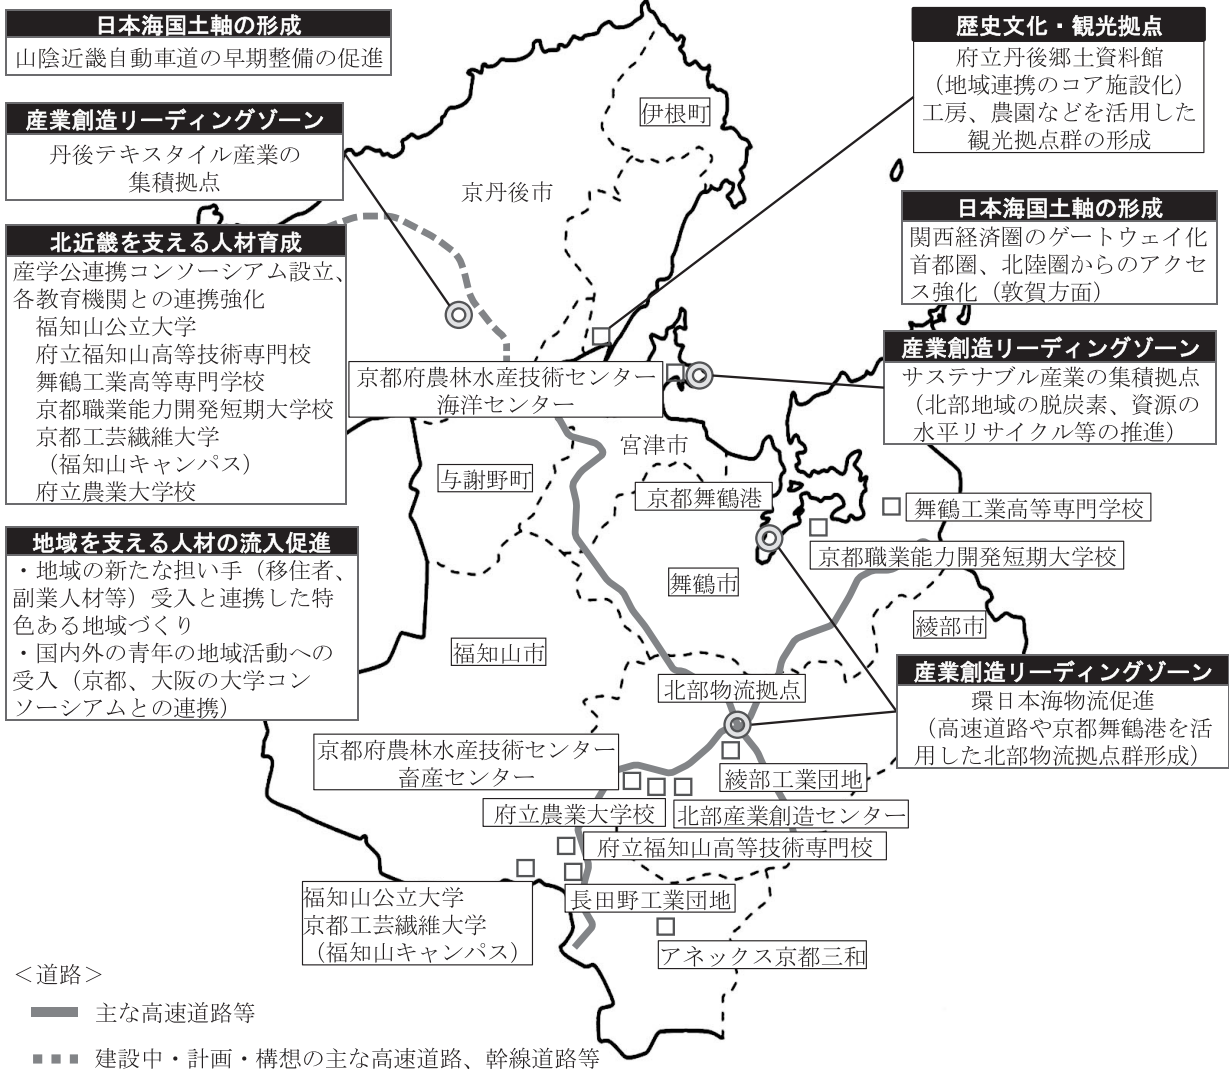 日本海国土軸の形成
山陰近畿自動車道の早期整備の促進
産業創造リーディングゾーン
丹後テキスタイル産業の
集積拠点
北近畿を支える人材育成
産学公連携コンソーシアム設立、
各教育機関との連携強化
福知山公立大学
府立福知山高等技術専門校
舞鶴工業高等専門学校
京都職業能力開発短期大学校
京都工芸繊維大学
（福知山キャンパス）
府立農業大学校
地域を支える人材の流入促進
・地域の新たな担い手（移住者、
副業人材等）受入と連携した特
色ある地域づくり
・国内外の青年の地域活動への
受入（京都、大阪の大学コン
ソーシアムとの連携）
歴史文化・観光拠点
府立丹後郷土資料館
（地域連携のコア施設化）
工房、農園などを活用した
観光拠点群の形成
日本海国土軸の形成
関西経済圏のゲートウェイ化
首都圏、北陸圏からのアクセ
ス強化（敦賀方面）
産業創造リーディングゾーン
サステナブル産業の集積拠点
（北部地域の脱炭素、資源の
水平リサイクル等の推進）
産業創造リーディングゾーン
環日本海物流促進
（高速道路や京都舞鶴港を活
用した北部物流拠点群形成）
伊根町
京丹後市
京都府農林水産技術センター
海洋センター
宮津市
与謝野町
京都舞鶴港
舞鶴工業高等専門学校
京都職業能力開発短期大学校
舞鶴市
綾部市
福知山市
北部物流拠点
京都府農林水産技術センター
畜産センター
綾部工業団地
府立農業大学校
北部産業創造センター
府立福知山高等技術専門校
福知山公立大学
京都工芸繊維大学
（福知山キャンパス）
長田野工業団地
アネックス京都三和
＜道路＞
主な高速道路等
建設中・計画・構想の主な高速道路、幹線道路等